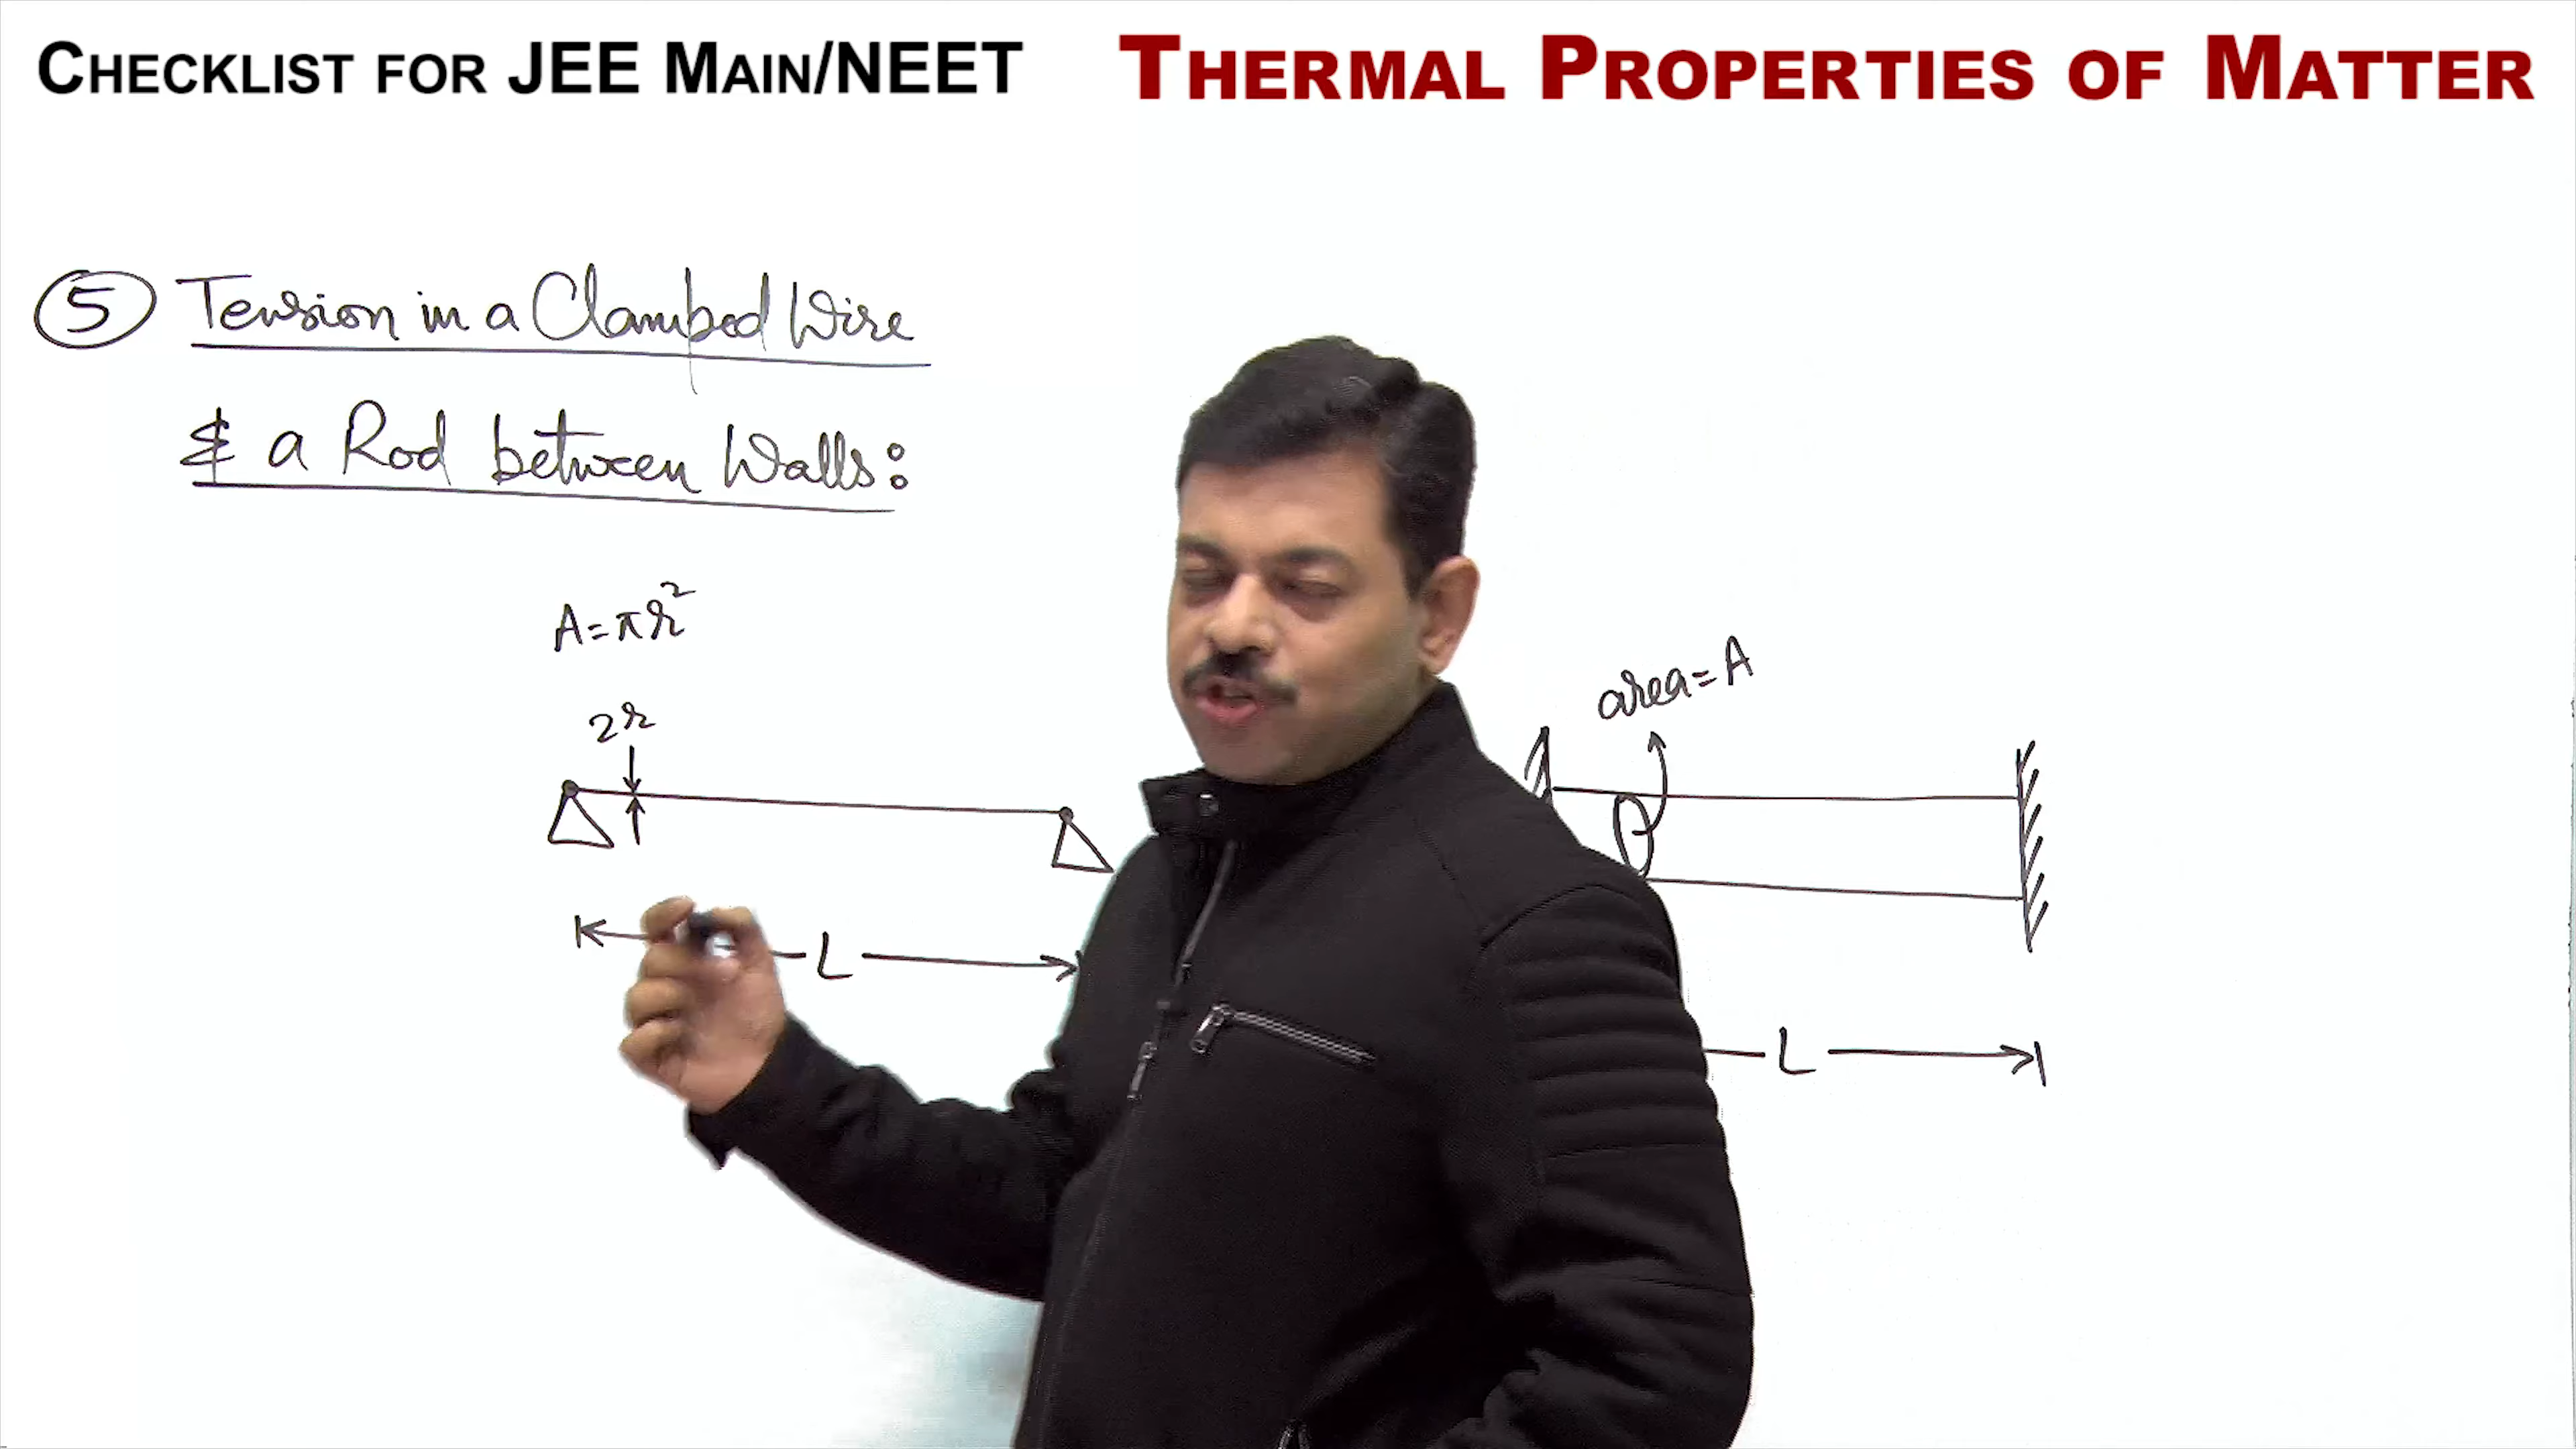 CHECKLIST FOR JEE MAIN/NEET THERMAL PROPERTIES OF MATTER
5 Tension in a Clamped Wire
& a Rod between Walls:
A = πr²
2r
L
area = A
L